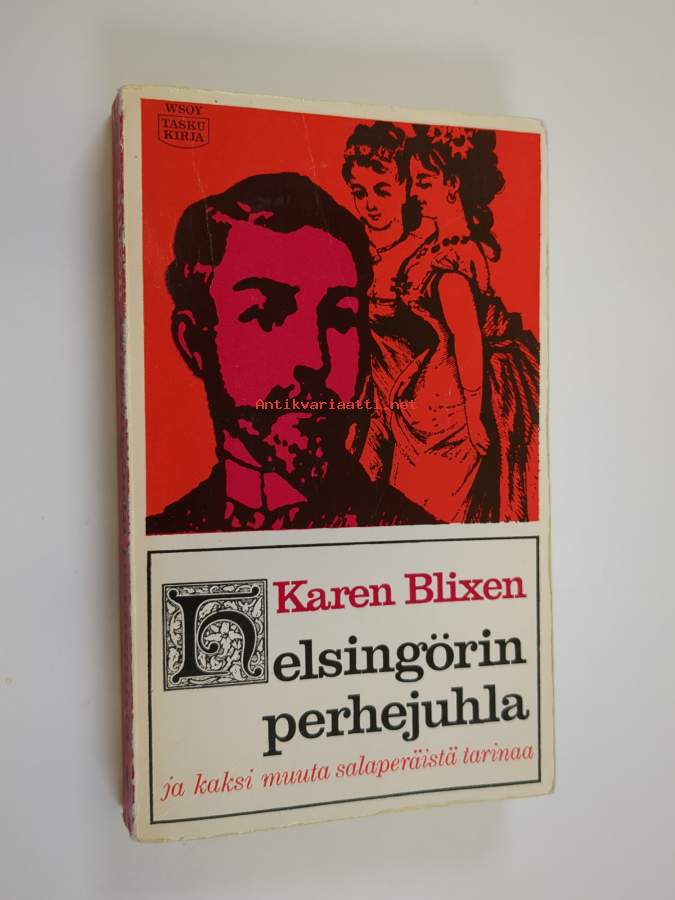 WSOY
TASKU
KIRJA
Antikvariaatti.net
Karen Blixen
Helsingörin
perhejuhla
ja kaksi muuta salaperäistä tarinaa